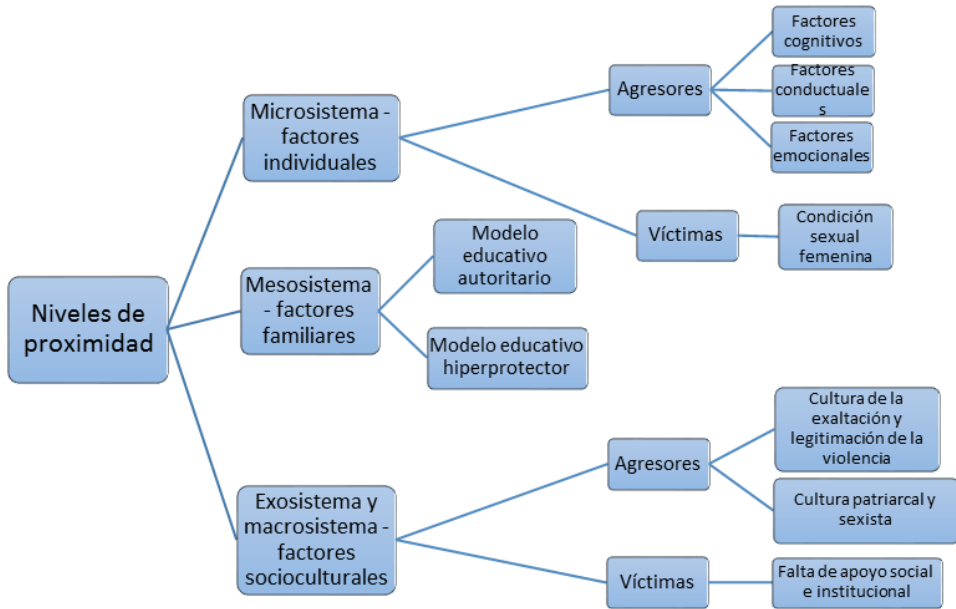 Niveles de
proximidad
Microsistema -
factores
individuales
Agresores
Factores
cognitivos
Factores
conductuale
s
Factores
emocionales
Víctimas
Condición
sexual
femenina
Mesosistema
- factores
familiares
Modelo
educativo
autoritario
Modelo educativo
hiperprotector
Exosistema y
macrosistema -
factores
socioculturales
Agresores
Cultura de la
exaltación y
legitimación de la
violencia
Cultura patriarcal y
sexista
Víctimas
Falta de apoyo social
e institucional